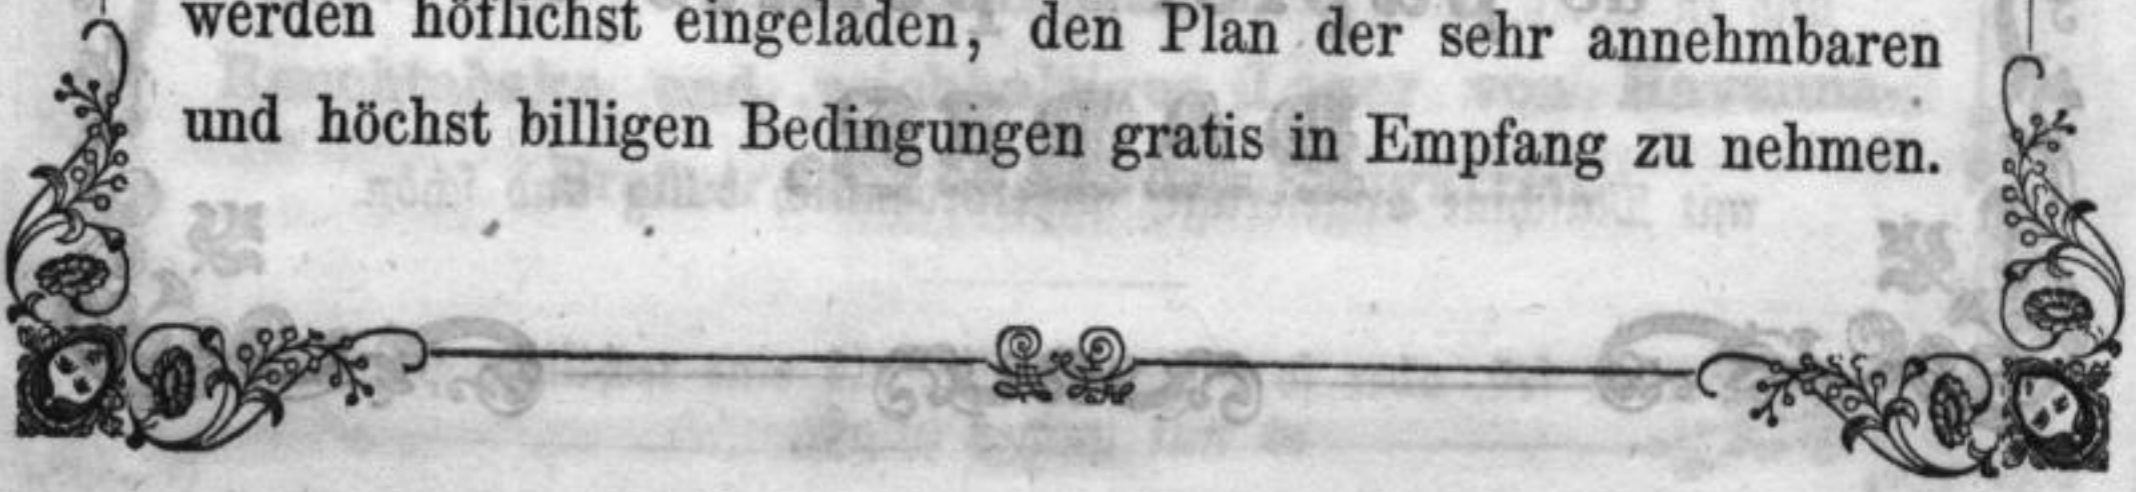 werden höflichst eingeladen, den Plan der sehr annehmbaren
und höchst billigen Bedingungen gratis in Empfang zu nehmen.